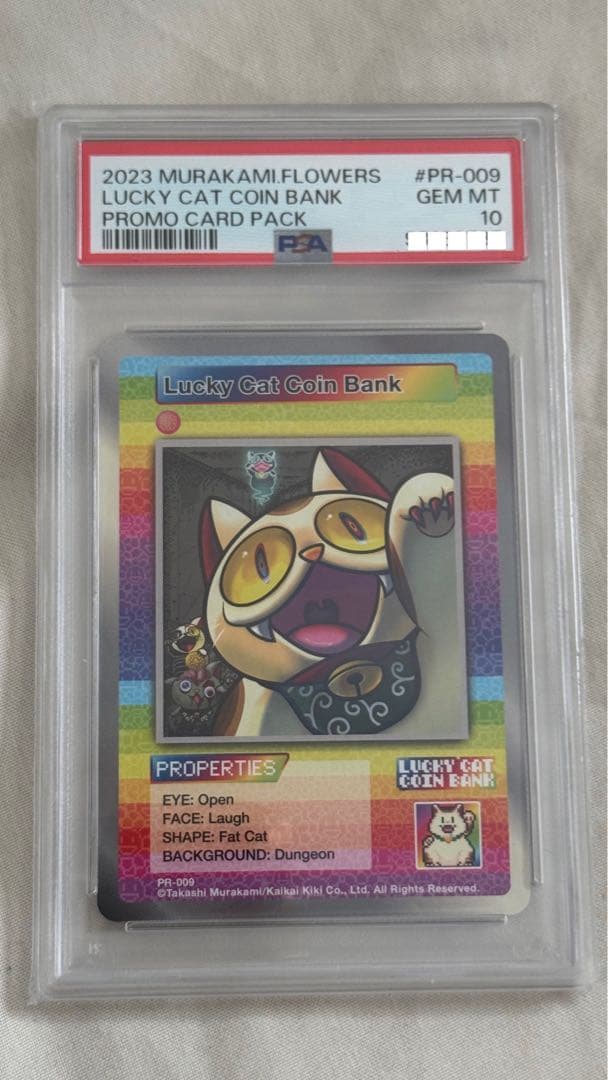 2023 MURAKAMI.FLOWERS #PR-009
LUCKY CAT COIN BANK GEM MT
PROMO CARD PACK 10
PSA
Lucky Cat Coin Bank
PROPERTIES
LUCKY CAT
COIN BANK
EYE: Open
FACE: Laugh
SHAPE: Fat Cat
BACKGROUND: Dungeon
PR-009
©Takashi Murakami/Kaikai Kiki Co., Ltd. All Rights Reserved.